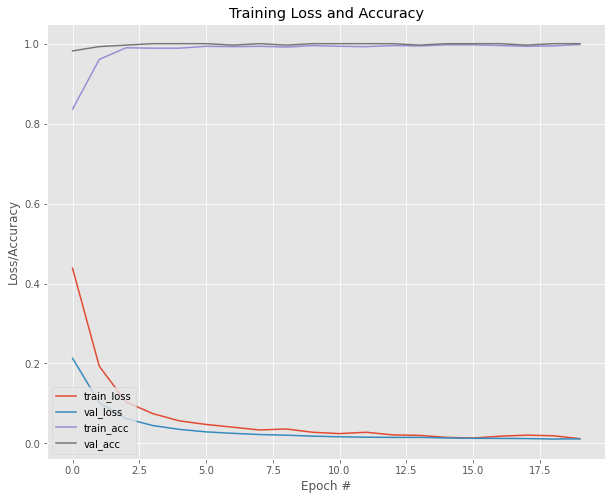 Training Loss and Accuracy
Loss/Accuracy
1.0
0.8
0.6
0.4
0.2
0.0
train_loss
val_loss
train_acc
val_acc
0.0 2.5 5.0 7.5 10.0 12.5 15.0 17.5
Epoch #